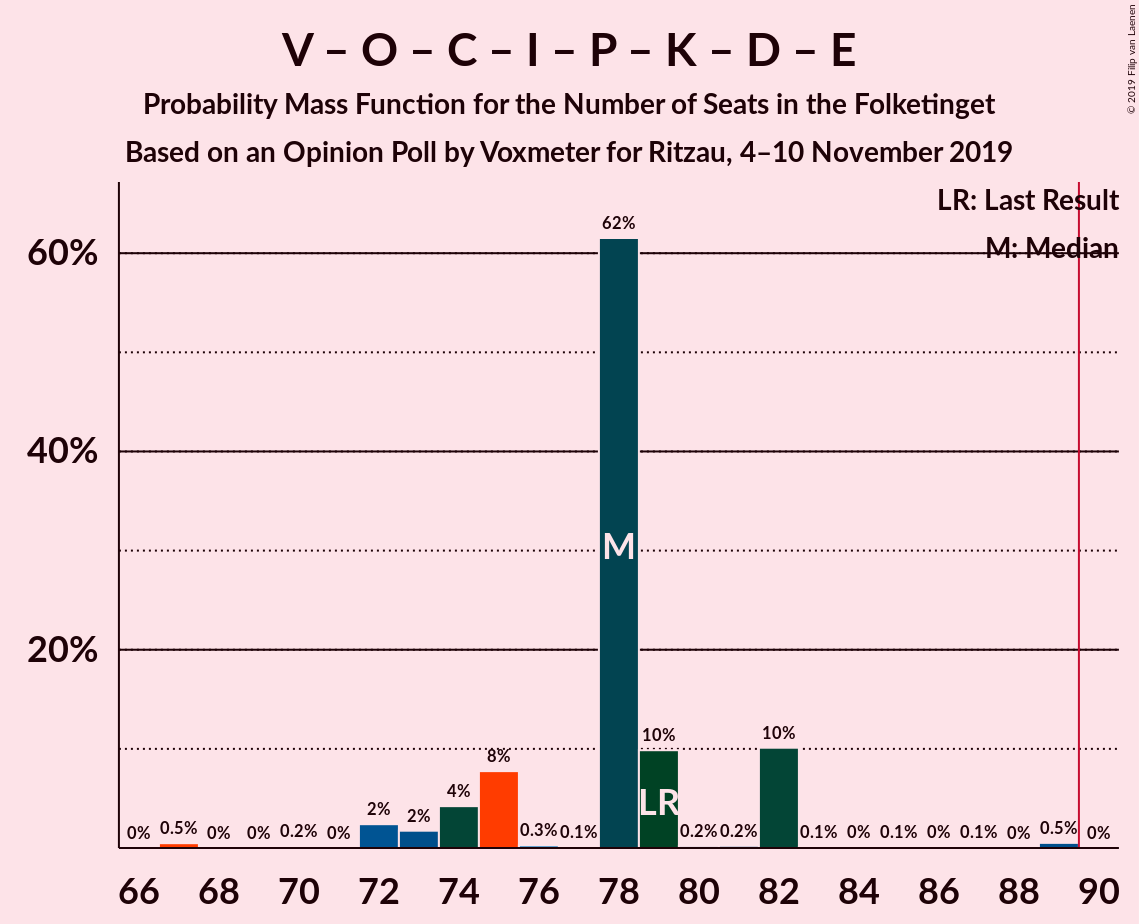 V – O – C – I – P – K – D – E
Probability Mass Function for the Number of Seats in the Folketinget
Based on an Opinion Poll by Voxmeter for Ritzau, 4–10 November 2019
© 2019 Filip van Laenen
LR: Last Result
M: Median
60%
40%
20%
0% 0.5% 0% 0% 0.2% 0% 2% 2% 4% 8% 0.3% 0.1% 62% 10% 0.2% 0.2% 10% 0.1% 0% 0.1% 0% 0.1% 0% 0.5% 0%
M
LR
66 68 70 72 74 76 78 80 82 84 86 88 90